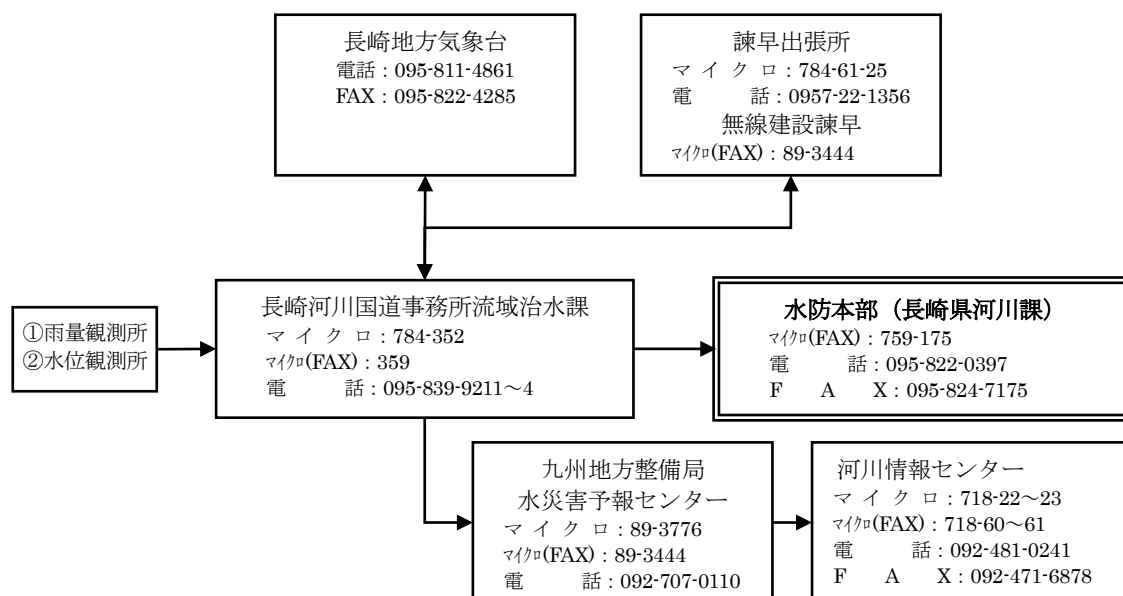 長崎地方気象台
電話：095-811-4861
FAX：095-822-4285
諫早出張所
マ イ ク ロ：784-61-25
電　　　話：0957-22-1356
無線建設諫早
ﾏｲｸﾛ(FAX)：89-3444
①雨量観測所
②水位観測所
長崎河川国道事務所流域治水課
マ イ ク ロ：784-352
ﾏｲｸﾛ(FAX)：359
電　　　話：095-839-9211～4
水防本部（長崎県河川課）
ﾏｲｸﾛ(FAX)：759-175
電　　　話：095-822-0397
F　A　X：095-824-7175
九州地方整備局
水災害予報センター
マ イ ク ロ：89-3776
ﾏｲｸﾛ(FAX)：89-3444
電　　　話：092-707-0110
河川情報センター
マ イ ク ロ：718-22～23
ﾏｲｸﾛ(FAX)：718-60～61
電　　　話：092-481-0241
F　A　X：092-471-6878